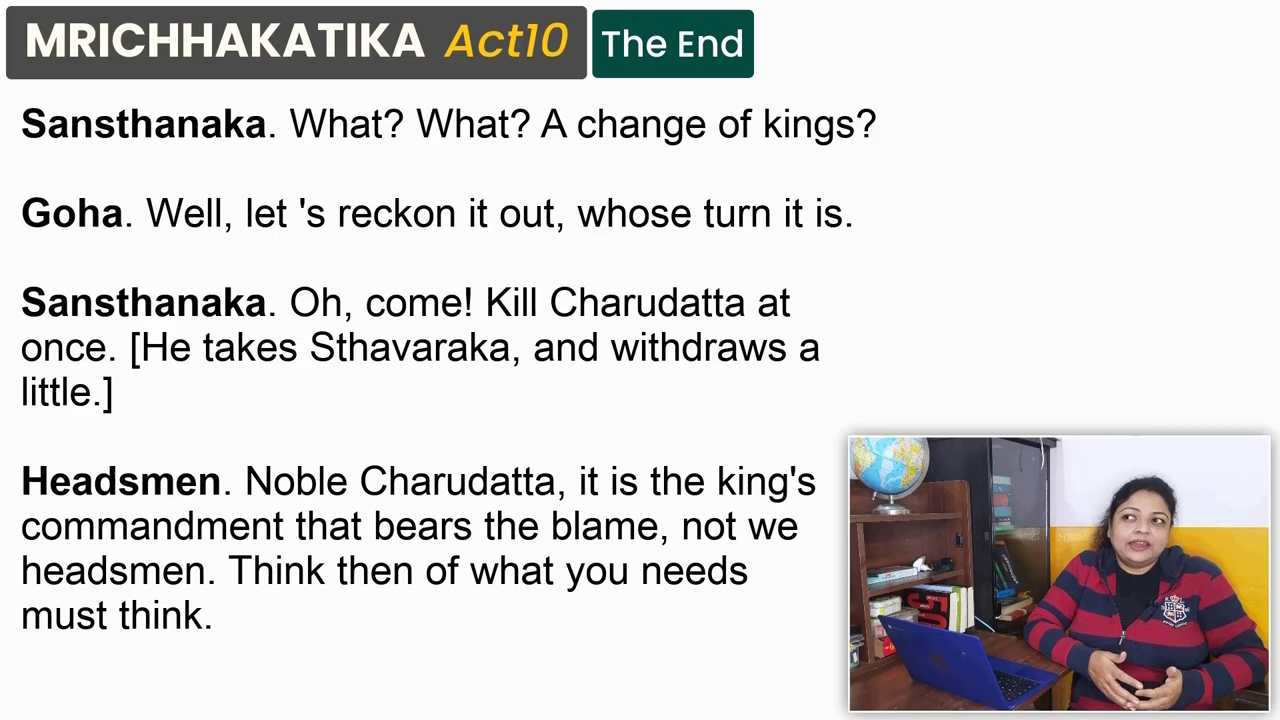 MRICHHAKATIKA Act10 The End
Sansthanaka. What? What? A change of kings?
Goha. Well, let 's reckon it out, whose turn it is.
Sansthanaka. Oh, come! Kill Charudatta at
once. [He takes Sthavaraka, and withdraws a
little.]
Headsmen. Noble Charudatta, it is the king's
commandment that bears the blame, not we
headsmen. Think then of what you needs
must think.